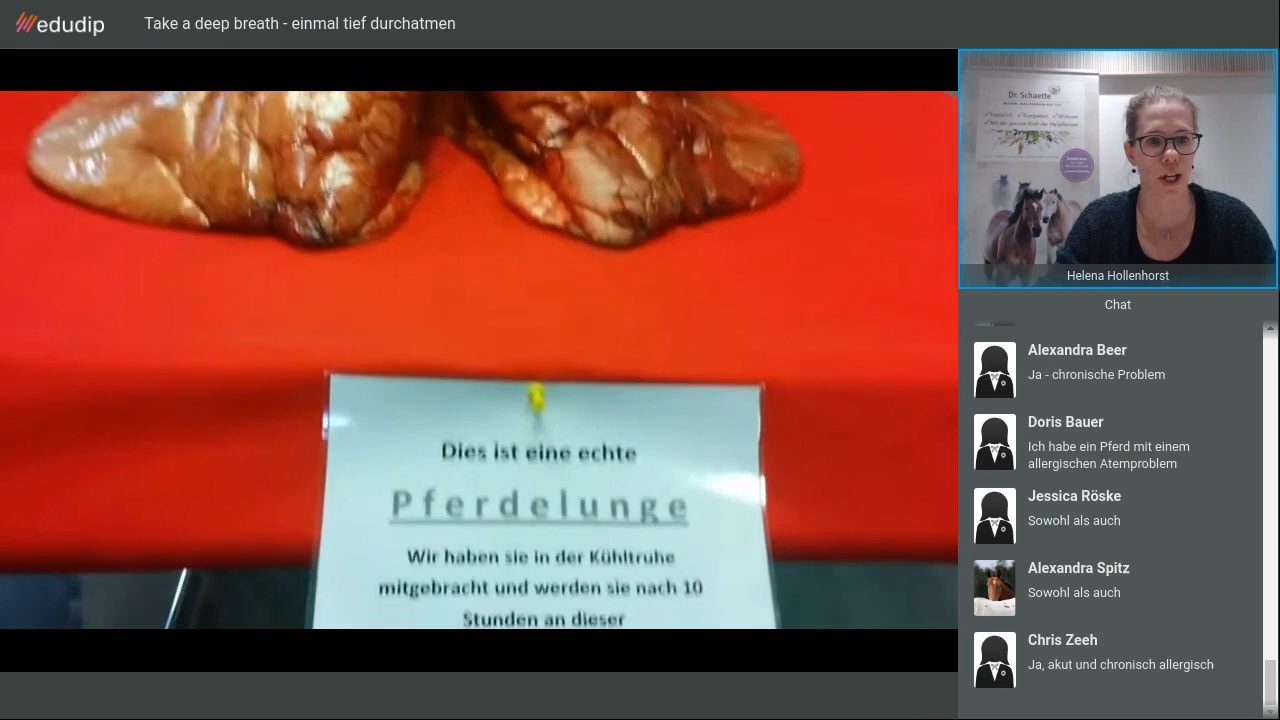 edudip
Take a deep breath - einmal tief durchatmen
Dr. Schaette
Helena Hollenhorst
Chat
Dies ist eine echte
Pferdelunge
Wir haben sie in der Kühltruhe
mitgebracht und werden sie nach 10
Stunden an dieser
Alexandra Beer
Ja - chronische Problem
Doris Bauer
Ich habe ein Pferd mit einem
allergischen Atemproblem
Jessica Röske
Sowohl als auch
Alexandra Spitz
Sowohl als auch
Chris Zeeh
Ja, akut und chronisch allergisch